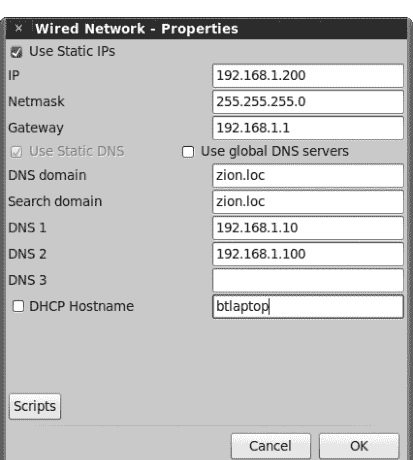 Wired Network - Properties
Use Static IPs
IP 192.168.1.200
Netmask 255.255.255.0
Gateway 192.168.1.1
Use Static DNS Use global DNS servers
DNS domain zion.loc
Search domain zion.loc
DNS 1 192.168.1.10
DNS 2 192.168.1.100
DNS 3
DHCP Hostname btlaptop
Scripts
Cancel OK